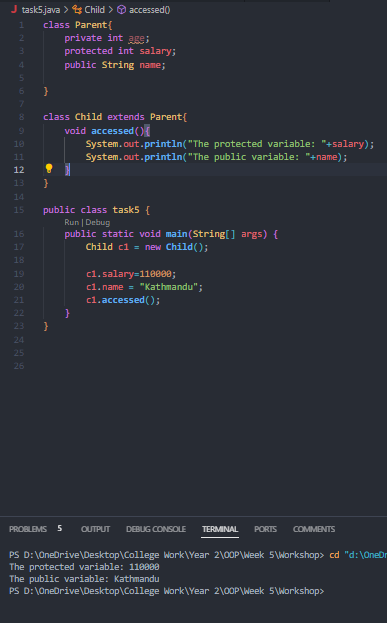 J task5.java > Child > accessed()
1 class Parent{
2 private int age;
3 protected int salary;
4 public String name;
5
6 }
7
8 class Child extends Parent{
9 void accessed(){
10 System.out.println("The protected variable: "+salary);
11 System.out.println("The public variable: "+name);
12 }
13 }
14
15 public class task5 {
Run | Debug
16 public static void main(String[] args) {
17 Child c1 = new Child();
18
19 c1.salary=110000;
20 c1.name = "Kathmandu";
21 c1.accessed();
22 }
23 }
24
25
26
PROBLEMS 5 OUTPUT DEBUG CONSOLE TERMINAL PORTS COMMENTS
PS D:\OneDrive\Desktop\College Work\Year 2\OOP\Week 5\Workshop> cd "d:\OneDr
The protected variable: 110000
The public variable: Kathmandu
PS D:\OneDrive\Desktop\College Work\Year 2\OOP\Week 5\Workshop>